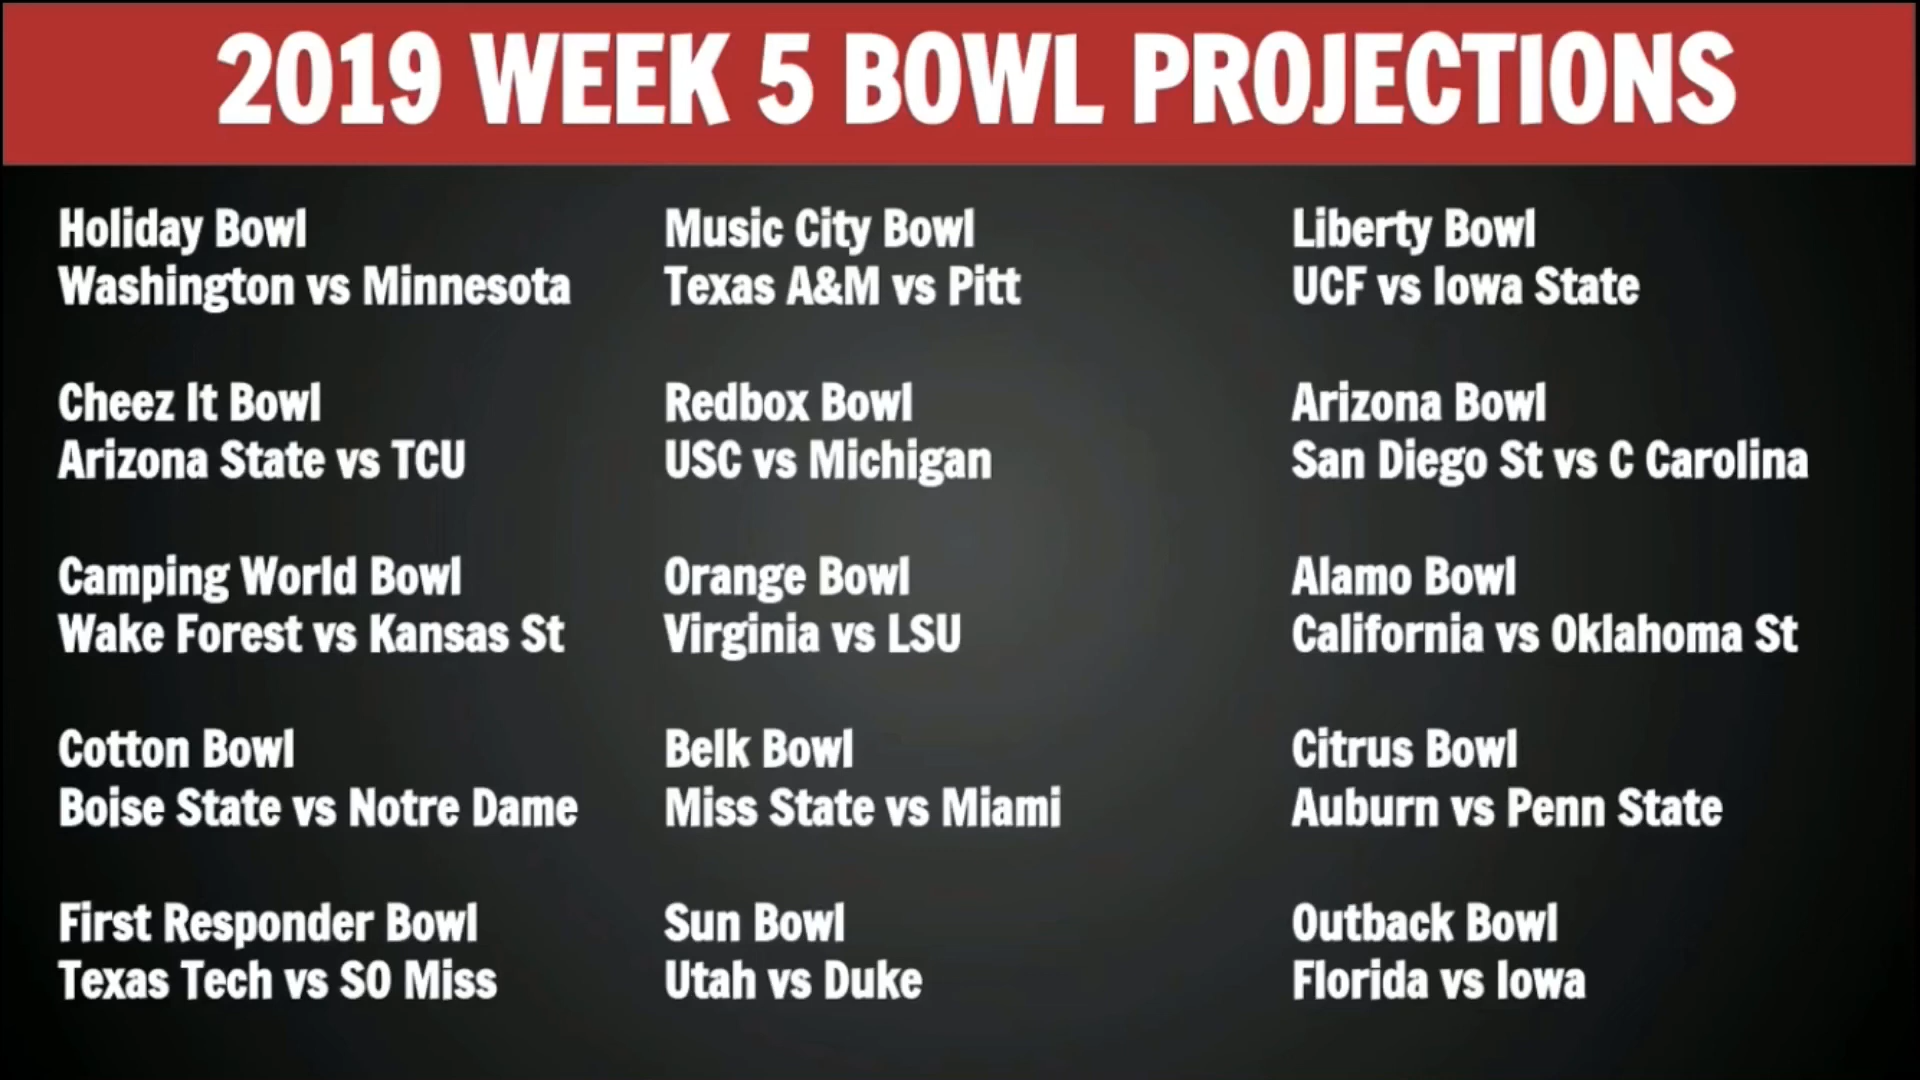 2019 WEEK 5 BOWL PROJECTIONS
Holiday Bowl
Washington vs Minnesota
Cheez It Bowl
Arizona State vs TCU
Camping World Bowl
Wake Forest vs Kansas St
Cotton Bowl
Boise State vs Notre Dame
First Responder Bowl
Texas Tech vs SO Miss
Music City Bowl
Texas A&M vs Pitt
Redbox Bowl
USC vs Michigan
Orange Bowl
Virginia vs LSU
Belk Bowl
Miss State vs Miami
Sun Bowl
Utah vs Duke
Liberty Bowl
UCF vs Iowa State
Arizona Bowl
San Diego St vs C Carolina
Alamo Bowl
California vs Oklahoma St
Citrus Bowl
Auburn vs Penn State
Outback Bowl
Florida vs Iowa